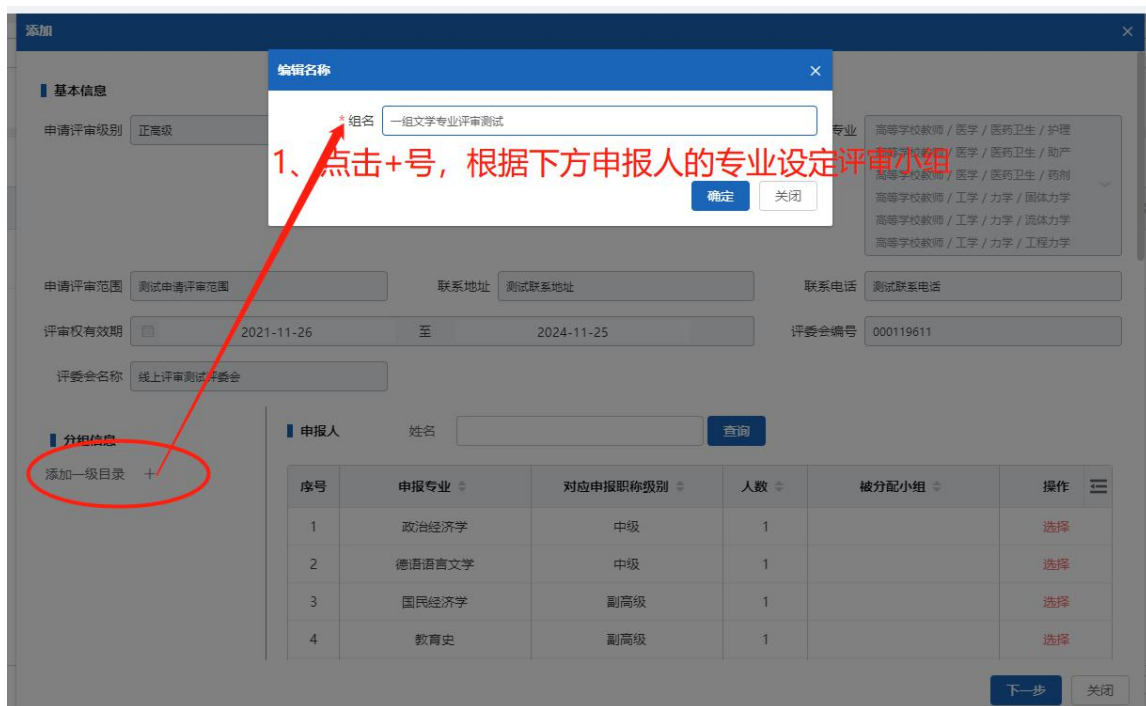 添加
编辑名称
基本信息
* 组名 一组文学专业评审测试
申请评审级别 正高级
专业 高等学校教师 / 医学 / 医药卫生 / 护理
高等学校教师 / 医学 / 医药卫生 / 助产
高等学校教师 / 医学 / 医药卫生 / 药剂
高等学校教师 / 工学 / 力学 / 固体力学
高等学校教师 / 工学 / 力学 / 流体力学
高等学校教师 / 工学 / 力学 / 工程力学
1、点击+号，根据下方申报人的专业设定评审小组
确定 关闭
申请评审范围 测试申请评审范围 联系地址 测试联系地址 联系电话 测试联系电话
评审权有效期 2021-11-26 至 2024-11-25 评委会编号 000119611
评委会名称 线上评审测试评委会
分组信息
添加一级目录 +
申报人 姓名 查询
序号 申报专业 对应申报职称级别 人数 被分配小组 操作
1 政治经济学 中级 1 选择
2 德语语言文学 中级 1 选择
3 国民经济学 副高级 1 选择
4 教育史 副高级 1 选择
下一步 关闭